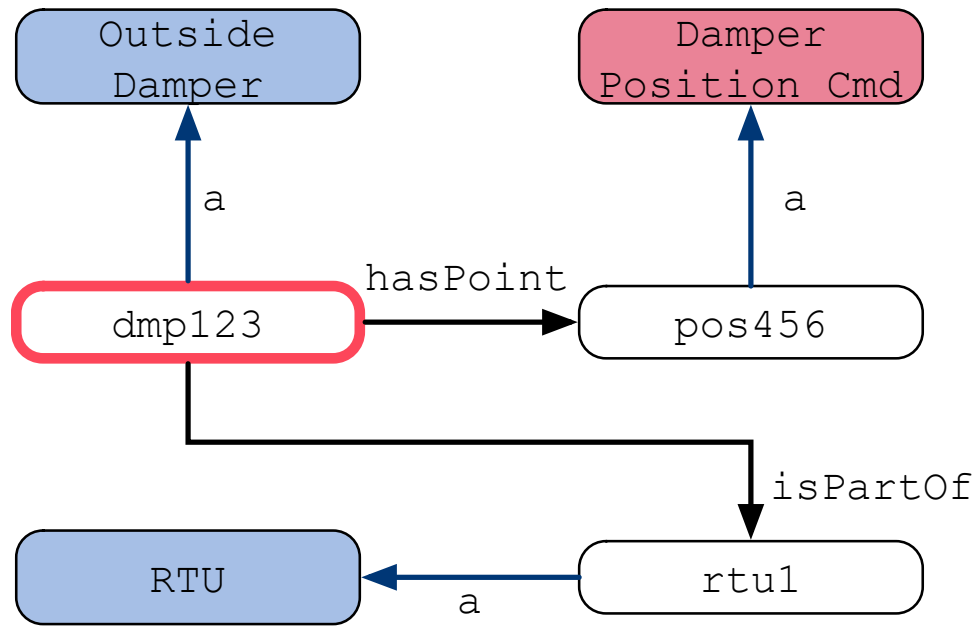 Outside
Damper
Damper
Position Cmd
a
a
hasPoint
dmp123
pos456
isPartOf
RTU
a
rtu1